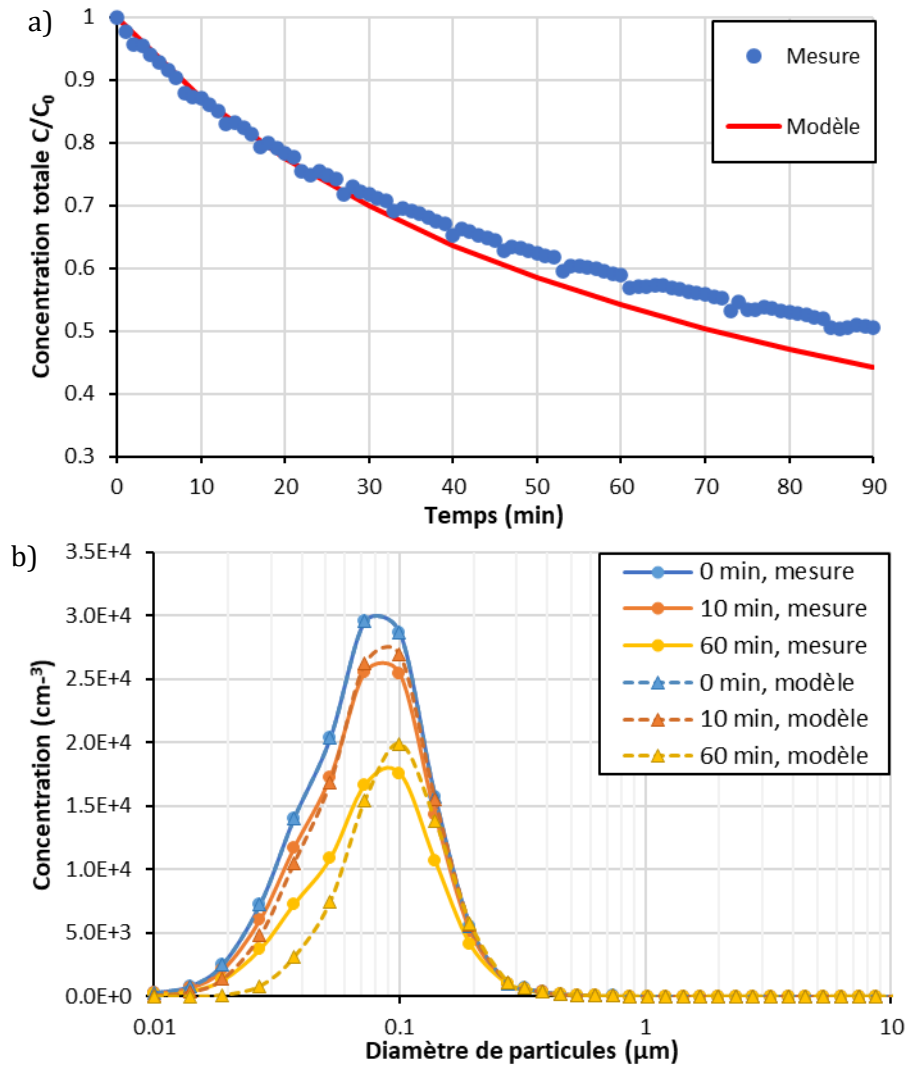 a)
Concentration totale C/C₀
1
0.9
0.8
0.7
0.6
0.5
0.4
0.3
Mesure
Modèle
0 10 20 30 40 50 60 70 80 90
Temps (min)
b)
Concentration (cm⁻³)
3.5E+4
3.0E+4
2.5E+4
2.0E+4
1.5E+4
1.0E+4
5.0E+3
0.0E+0
0 min, mesure
10 min, mesure
60 min, mesure
0 min, modèle
10 min, modèle
60 min, modèle
0.01 0.1 1 10
Diamètre de particules (µm)